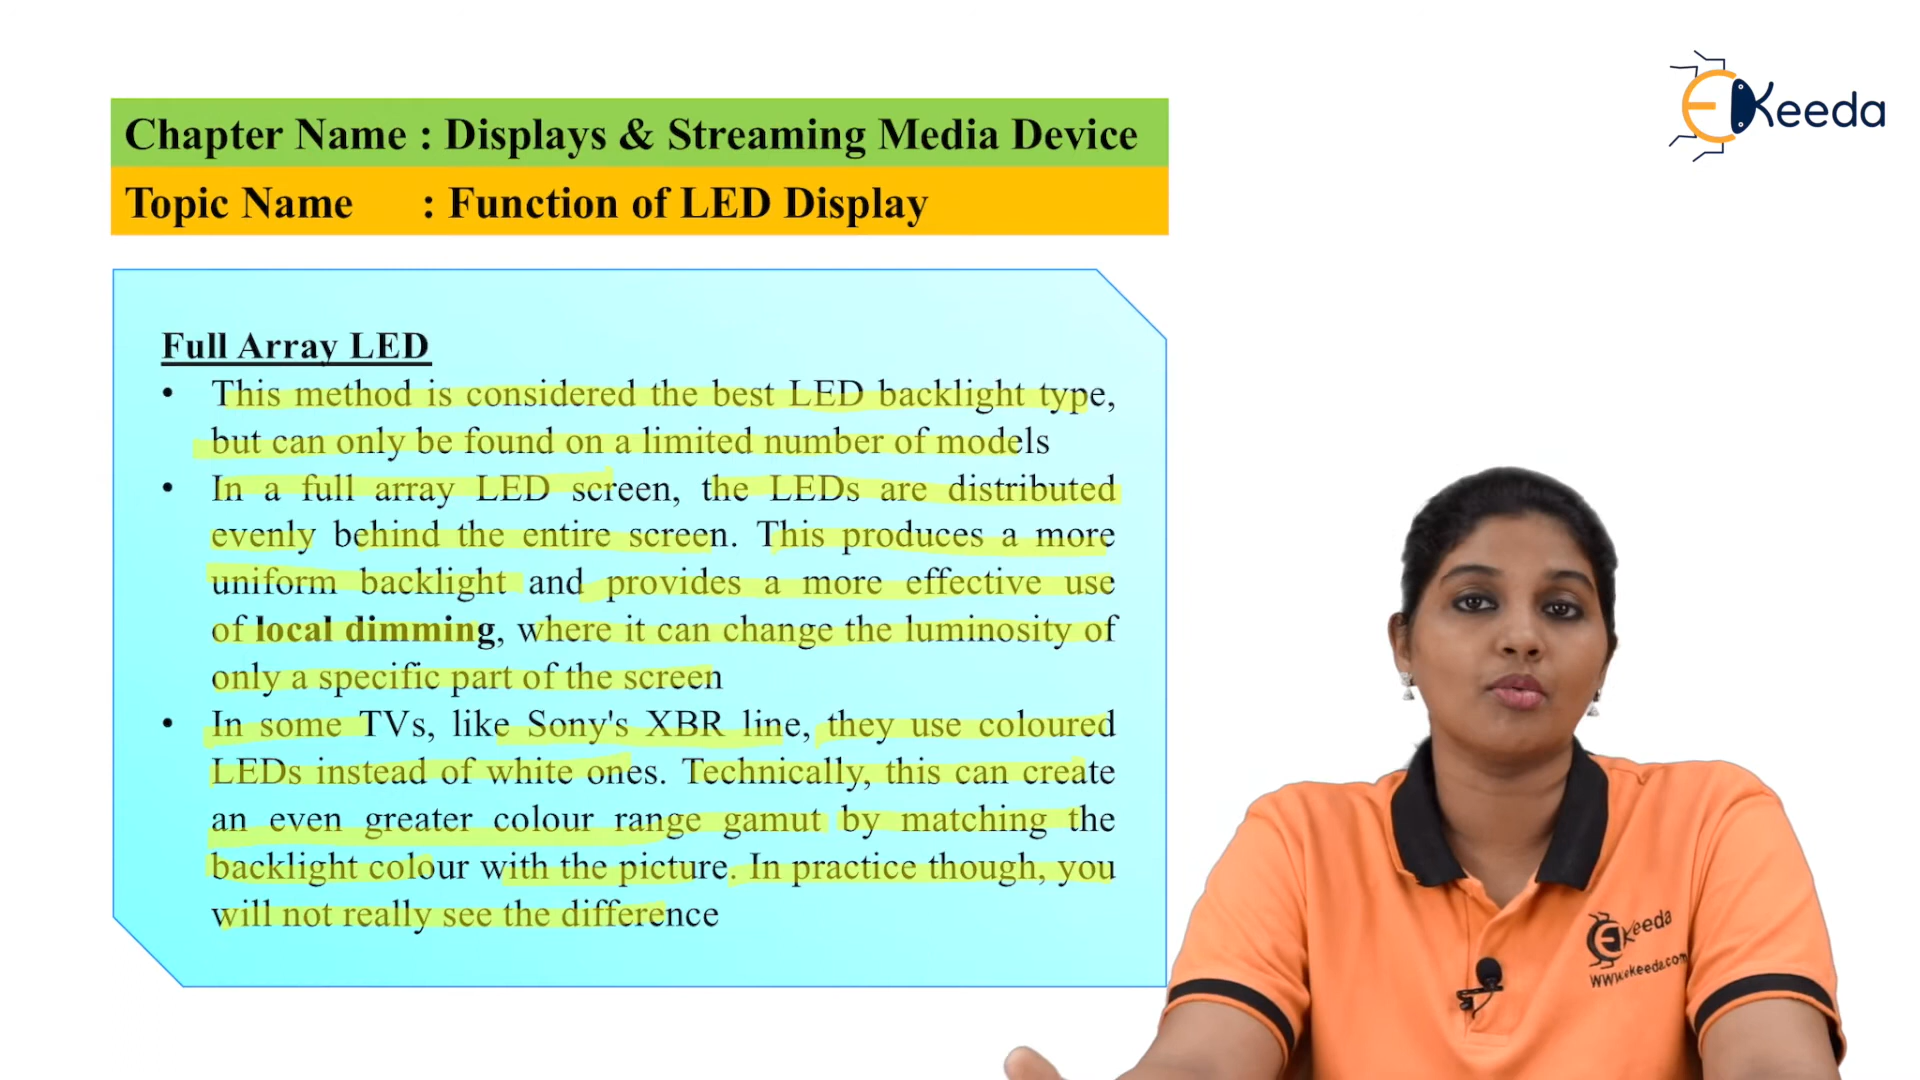 EKeeda
Chapter Name : Displays & Streaming Media Device
Topic Name : Function of LED Display
Full Array LED
• This method is considered the best LED backlight type,
but can only be found on a limited number of models
• In a full array LED screen, the LEDs are distributed
evenly behind the entire screen. This produces a more
uniform backlight and provides a more effective use
of local dimming, where it can change the luminosity of
only a specific part of the screen
• In some TVs, like Sony's XBR line, they use coloured
LEDs instead of white ones. Technically, this can create
an even greater colour range gamut by matching the
backlight colour with the picture. In practice though, you
will not really see the difference
EKeeda
www.ekeeda.com